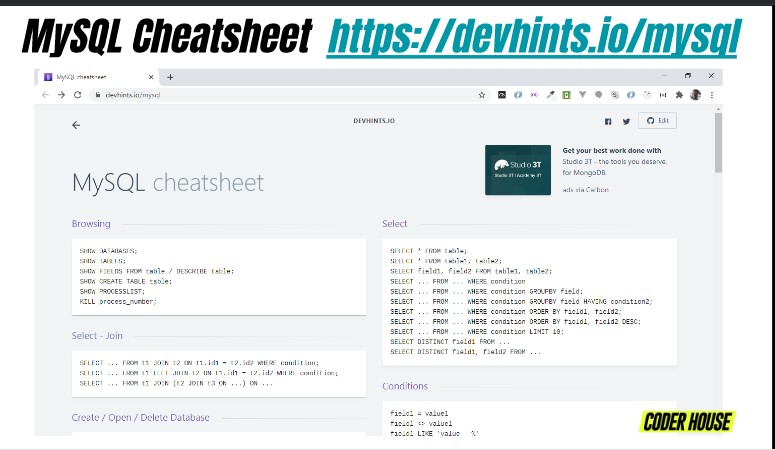 MySQL Cheatsheet https://devhints.io/mysql
MySQL cheatsheet
devhints.io/mysql
DEVHINTS.IO
Edit
Studio 3T
Studio 3T | Academy 3T
Get your best work done with
Studio 3T - the tools you deserve,
for MongoDB.
ads via Carbon
MySQL cheatsheet
Browsing
SHOW DATABASES;
SHOW TABLES;
SHOW FIELDS FROM table / DESCRIBE table;
SHOW CREATE TABLE table;
SHOW PROCESSLIST;
KILL process_number;
Select - Join
SELECT ... FROM t1 JOIN t2 ON t1.id1 = t2.id2 WHERE condition;
SELECT ... FROM t1 LEFT JOIN t2 ON t1.id1 = t2.id2 WHERE condition;
SELECT ... FROM t1 JOIN (t2 JOIN t3 ON ...) ON ...
Create / Open / Delete Database
Select
SELECT * FROM table;
SELECT * FROM table1, table2;
SELECT field1, field2 FROM table1, table2;
SELECT ... FROM ... WHERE condition
SELECT ... FROM ... WHERE condition GROUPBY field;
SELECT ... FROM ... WHERE condition GROUPBY field HAVING condition2;
SELECT ... FROM ... WHERE condition ORDER BY field1, field2;
SELECT ... FROM ... WHERE condition ORDER BY field1, field2 DESC;
SELECT ... FROM ... WHERE condition LIMIT 10;
SELECT DISTINCT field1 FROM ...
SELECT DISTINCT field1, field2 FROM ...
Conditions
field1 = value1
field1 <> value1
field1 LIKE 'value _ %'
CODER HOUSE